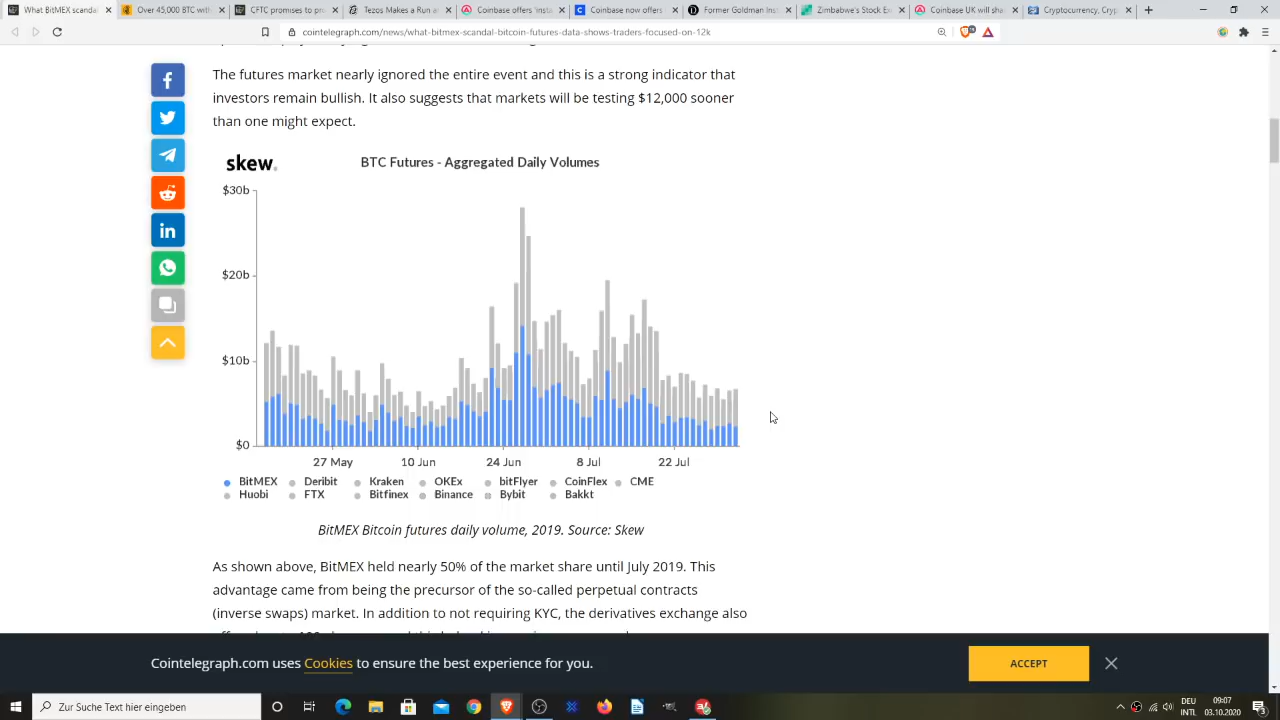 What BitMEX scandal
Over 45,000 BTC with
CFTC promises to pr
Tezos Makes a Run a
Coinbase offers insta
Coinbase now offers
Former Goldman Inst
Zimbabwe's Stock Ex
Coinbase UK will sha
Cryptocurrency, Cryp
cointelegraph.com/news/what-bitmex-scandal-bitcoin-futures-data-shows-traders-focused-on-12k
The futures market nearly ignored the entire event and this is a strong indicator that
investors remain bullish. It also suggests that markets will be testing $12,000 sooner
than one might expect.
skew.
BTC Futures - Aggregated Daily Volumes
$30b
$20b
$10b
$0
27 May 10 Jun 24 Jun 8 Jul 22 Jul
BitMEX Deribit Kraken OKEx bitFlyer CoinFlex CME
Huobi FTX Bitfinex Binance Bybit Bakkt
BitMEX Bitcoin futures daily volume, 2019. Source: Skew
As shown above, BitMEX held nearly 50% of the market share until July 2019. This
advantage came from being the precursor of the so-called perpetual contracts
(inverse swaps) market. In addition to not requiring KYC, the derivatives exchange also
Cointelegraph.com uses Cookies to ensure the best experience for you.
ACCEPT
Zur Suche Text hier eingeben
DEU
INTL
09:07
03.10.2020